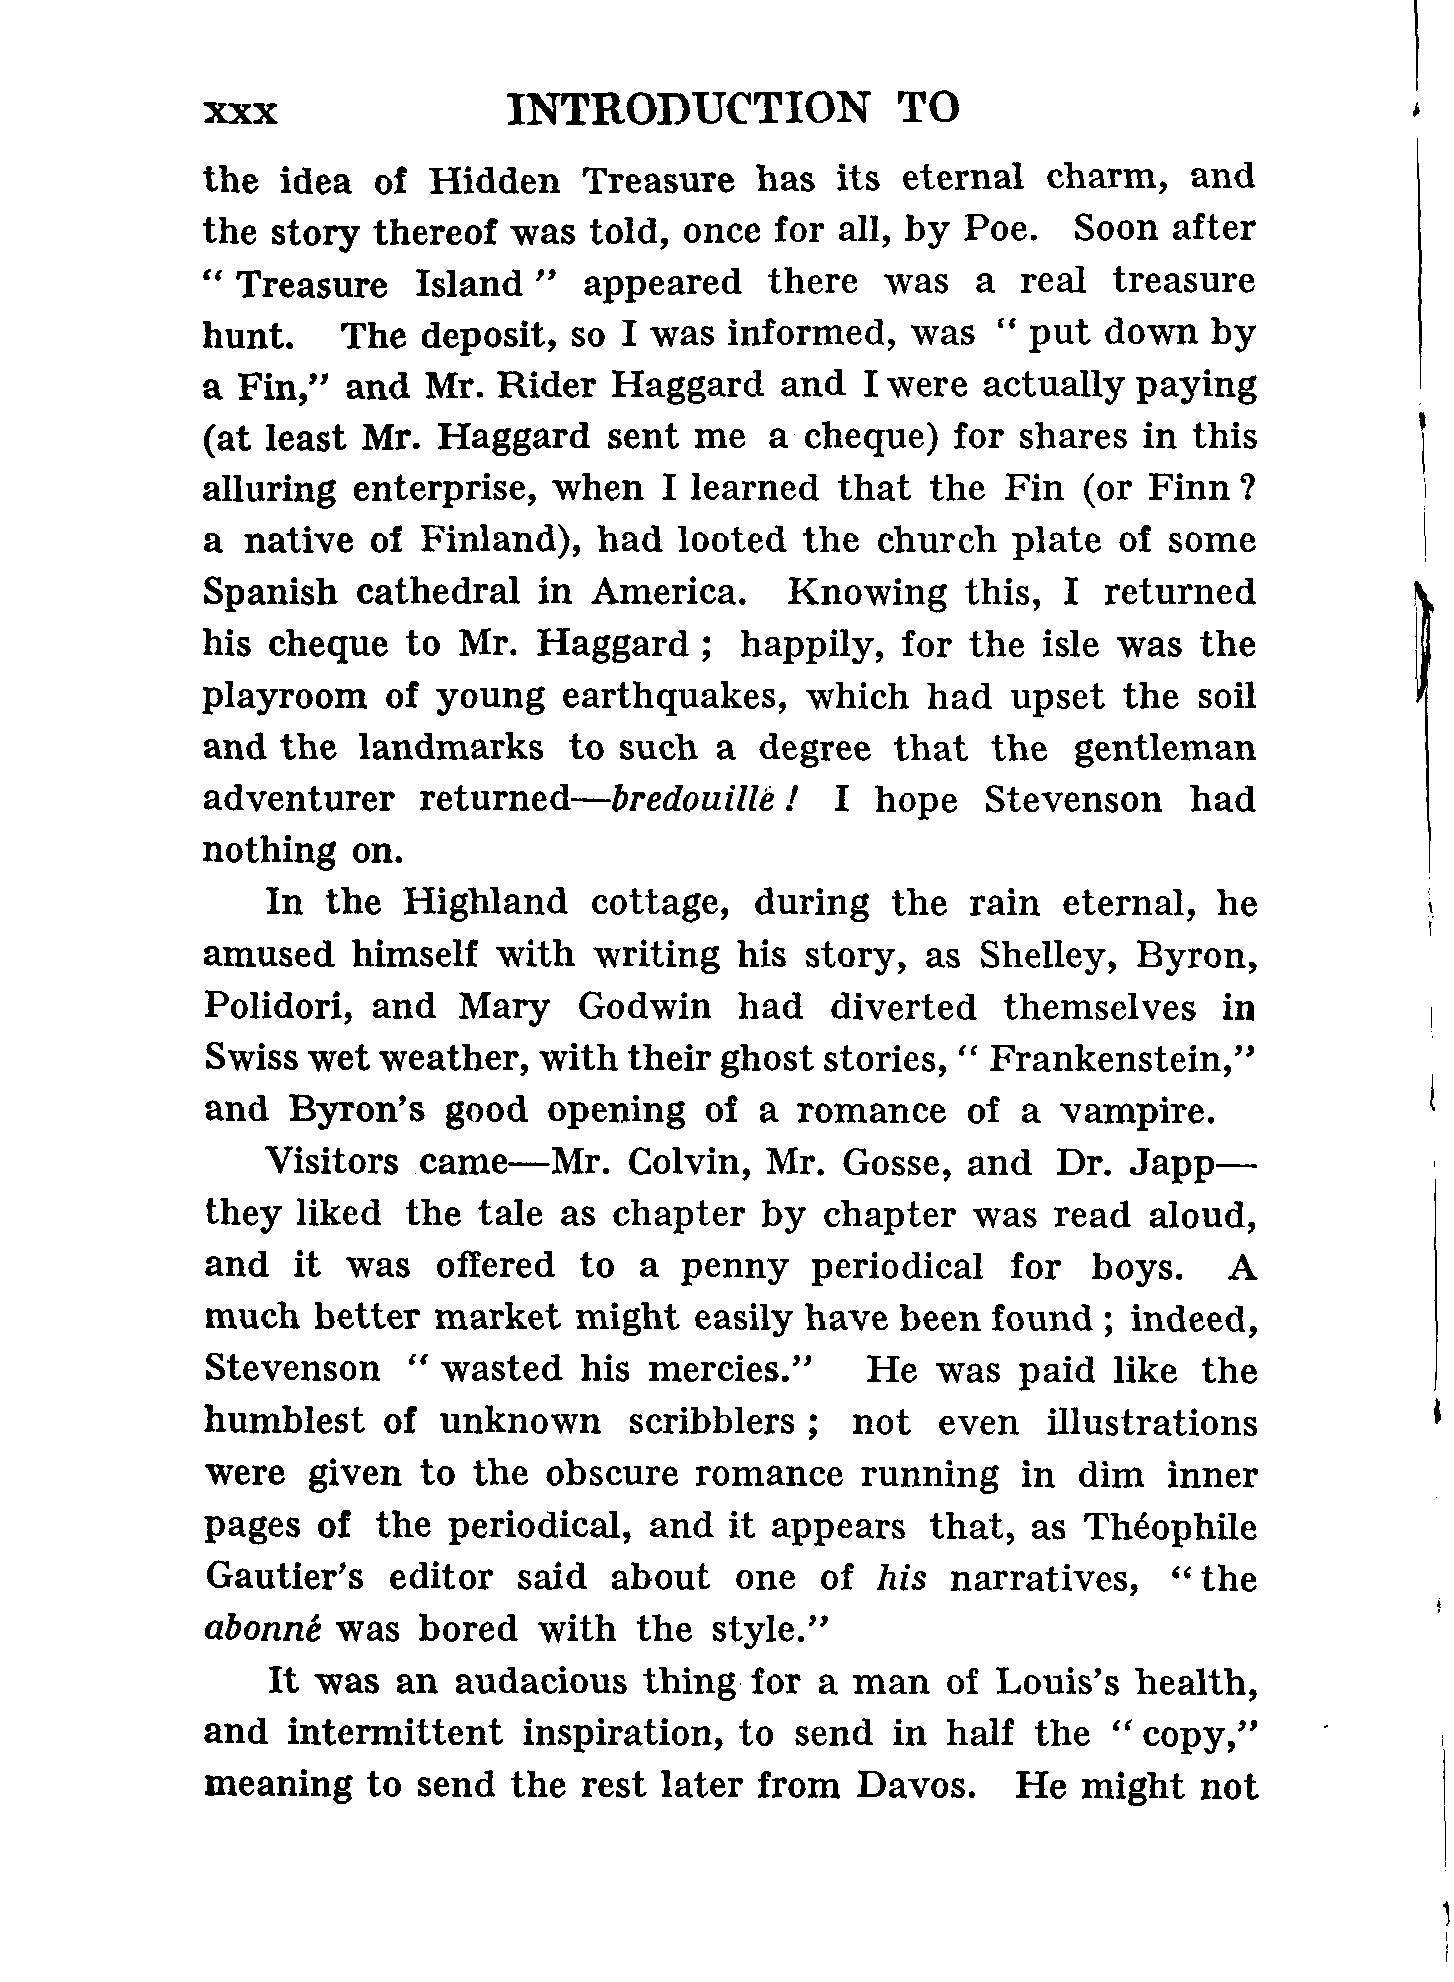 xxx INTRODUCTION TO
the idea of Hidden Treasure has its eternal charm, and
the story thereof was told, once for all, by Poe. Soon after
“ Treasure Island ” appeared there was a real treasure
hunt. The deposit, so I was informed, was “ put down by
a Fin,” and Mr. Rider Haggard and I were actually paying
(at least Mr. Haggard sent me a cheque) for shares in this
alluring enterprise, when I learned that the Fin (or Finn ?
a native of Finland), had looted the church plate of some
Spanish cathedral in America. Knowing this, I returned
his cheque to Mr. Haggard ; happily, for the isle was the
playroom of young earthquakes, which had upset the soil
and the landmarks to such a degree that the gentleman
adventurer returned—bredouillé ! I hope Stevenson had
nothing on.
In the Highland cottage, during the rain eternal, he
amused himself with writing his story, as Shelley, Byron,
Polidori, and Mary Godwin had diverted themselves in
Swiss wet weather, with their ghost stories, “ Frankenstein,”
and Byron’s good opening of a romance of a vampire.
Visitors came—Mr. Colvin, Mr. Gosse, and Dr. Japp—
they liked the tale as chapter by chapter was read aloud,
and it was offered to a penny periodical for boys. A
much better market might easily have been found ; indeed,
Stevenson “ wasted his mercies.” He was paid like the
humblest of unknown scribblers ; not even illustrations
were given to the obscure romance running in dim inner
pages of the periodical, and it appears that, as Théophile
Gautier’s editor said about one of his narratives, “ the
abonné was bored with the style.”
It was an audacious thing for a man of Louis’s health,
and intermittent inspiration, to send in half the “ copy,”
meaning to send the rest later from Davos. He might not